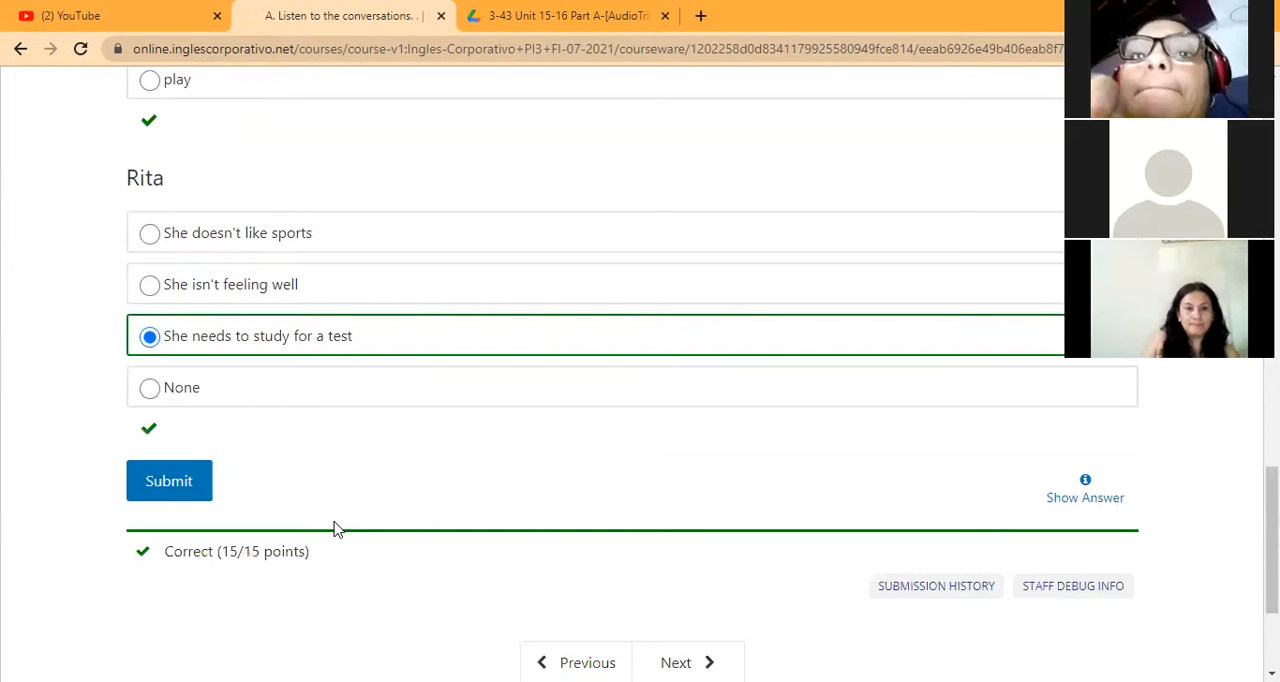 (2) YouTube
A. Listen to the conversations. . |
3-43 Unit 15-16 Part A-[AudioTri
online.inglescorporativo.net/courses/course-v1:Ingles-Corporativo+PI3+FI-07-2021/courseware/1202258d0d8341179925580949fce814/eeab6926e49b406eab8f7
play
Rita
She doesn't like sports
She isn't feeling well
She needs to study for a test
None
Submit
Show Answer
Correct (15/15 points)
SUBMISSION HISTORY
STAFF DEBUG INFO
Previous
Next